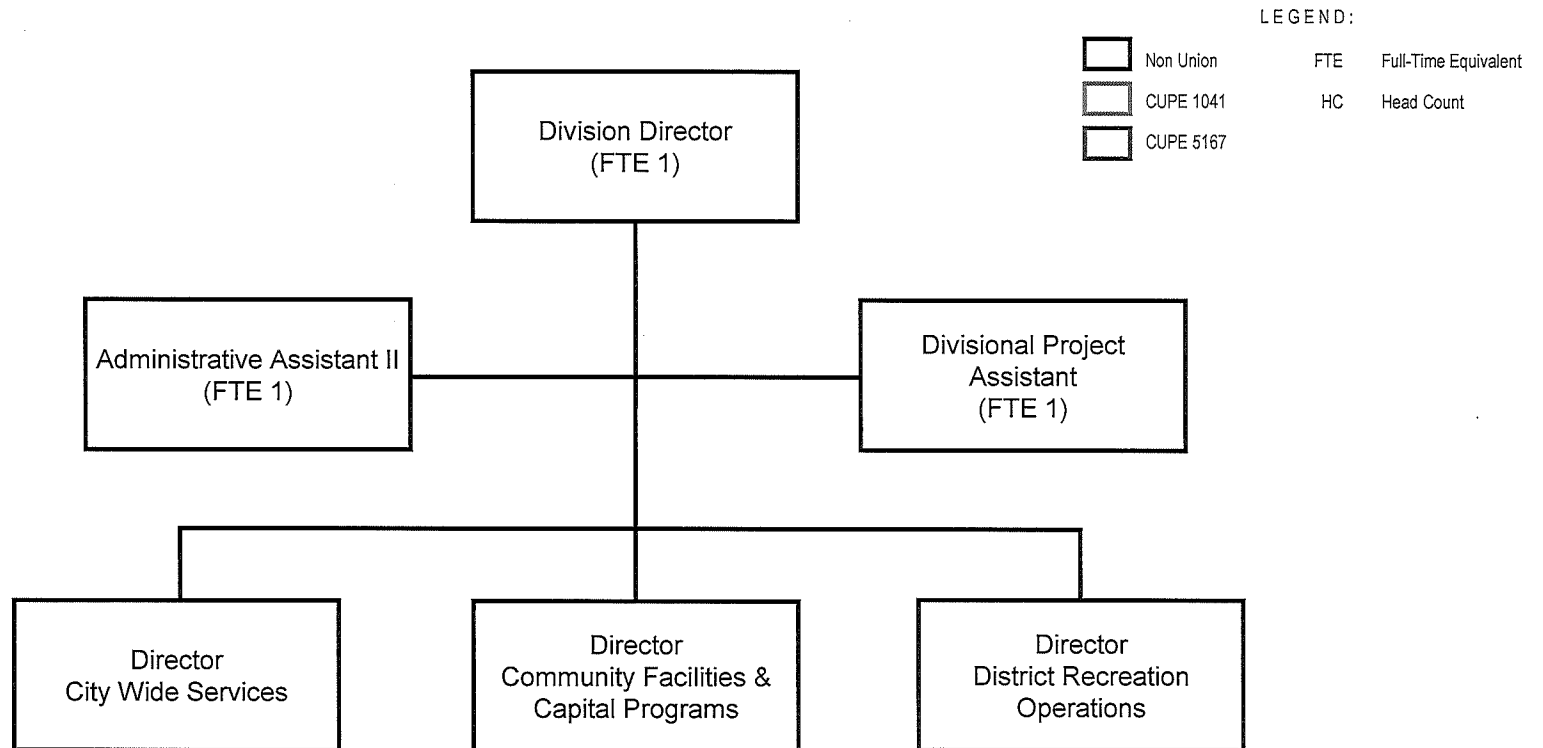 LEGEND:
Non Union
FTE Full-Time Equivalent
CUPE 1041
HC Head Count
CUPE 5167
Division Director
(FTE 1)
Administrative Assistant II
(FTE 1)
Divisional Project
Assistant
(FTE 1)
Director
City Wide Services
Director
Community Facilities &
Capital Programs
Director
District Recreation
Operations